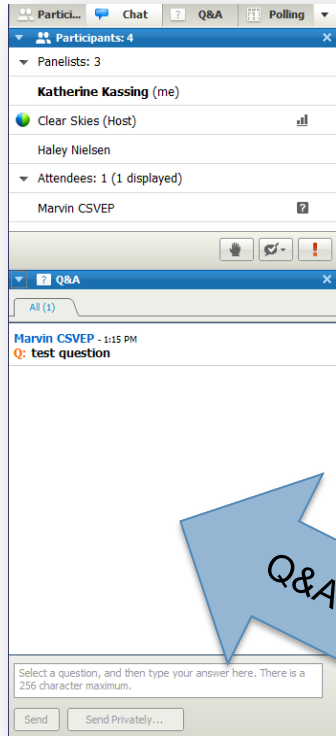 Partici... Chat Q&A Polling
Participants: 4
Panelists: 3
Katherine Kassing (me)
Clear Skies (Host)
Haley Nielsen
Attendees: 1 (1 displayed)
Marvin CSVEP
Q&A
All (1)
Marvin CSVEP - 1:15 PM
Q: test question
Q&A
Select a question, and then type your answer here. There is a
256 character maximum.
Send Send Privately...